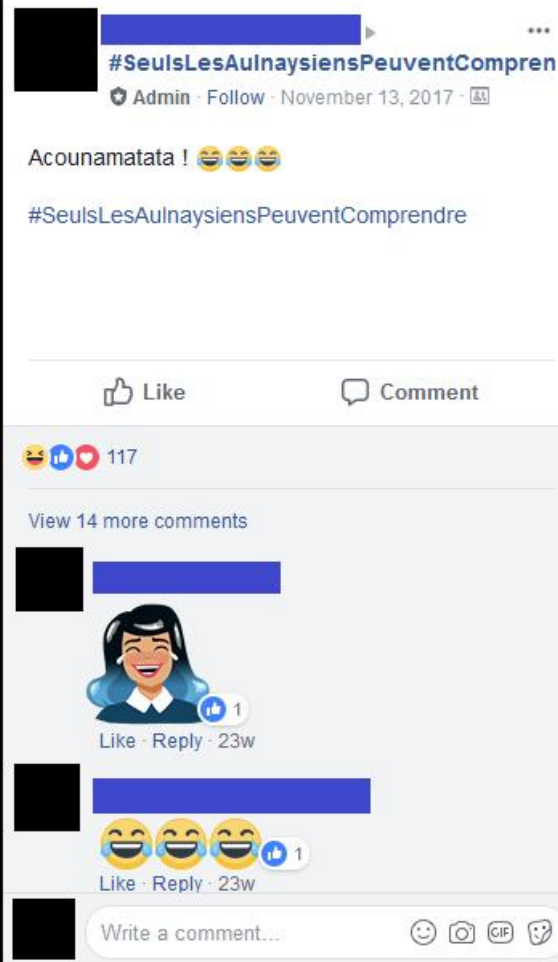 #SeulsLesAulnaysiensPeuventCompren
Admin · Follow · November 13, 2017 ·
Acounamatata ! 😂😂😂
#SeulsLesAulnaysiensPeuventComprendre
Like Comment
117
View 14 more comments
1
Like · Reply · 23w
😂😂😂 1
Like · Reply · 23w
Write a comment... GIF